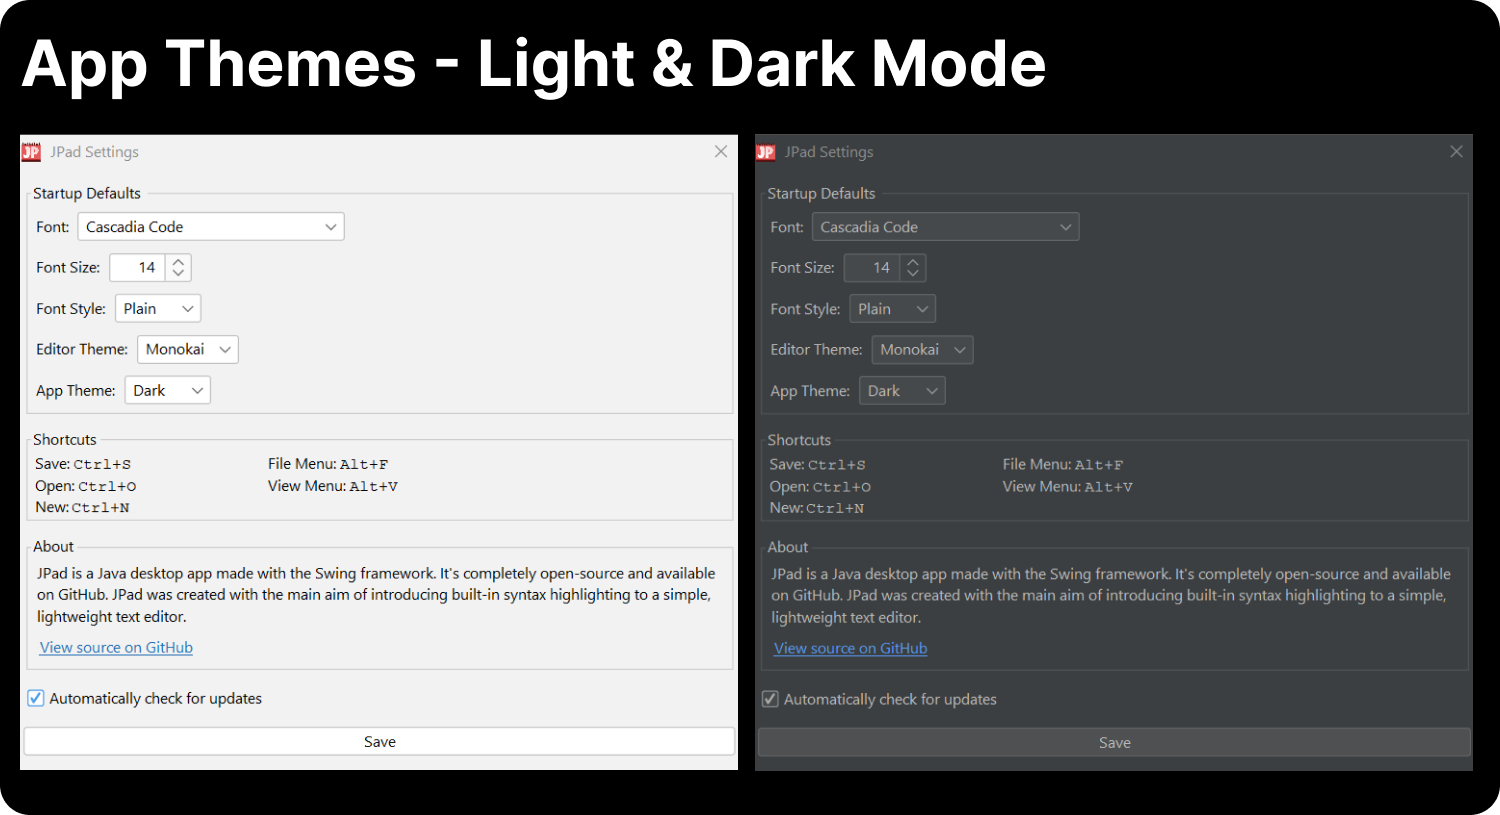 App Themes - Light & Dark Mode
JP JPad Settings
Startup Defaults
Font: Cascadia Code
Font Size: 14
Font Style: Plain
Editor Theme: Monokai
App Theme: Dark
Shortcuts
Save: Ctrl+S File Menu: Alt+F
Open: Ctrl+O View Menu: Alt+V
New: Ctrl+N
About
JPad is a Java desktop app made with the Swing framework. It's completely open-source and available
on GitHub. JPad was created with the main aim of introducing built-in syntax highlighting to a simple,
lightweight text editor.
View source on GitHub
Automatically check for updates
Save
JP JPad Settings
Startup Defaults
Font: Cascadia Code
Font Size: 14
Font Style: Plain
Editor Theme: Monokai
App Theme: Dark
Shortcuts
Save: Ctrl+S File Menu: Alt+F
Open: Ctrl+O View Menu: Alt+V
New: Ctrl+N
About
JPad is a Java desktop app made with the Swing framework. It's completely open-source and available
on GitHub. JPad was created with the main aim of introducing built-in syntax highlighting to a simple,
lightweight text editor.
View source on GitHub
Automatically check for updates
Save